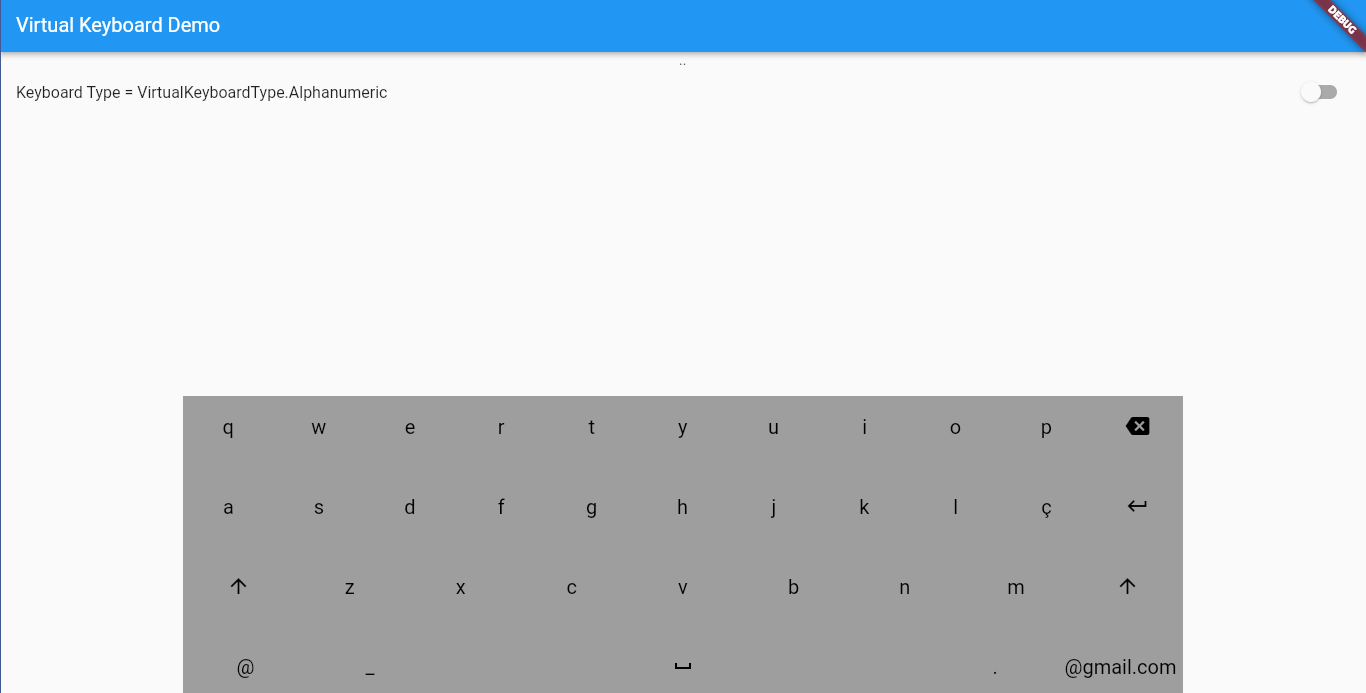 Virtual Keyboard Demo
DEBUG
..
Keyboard Type = VirtualKeyboardType.Alphanumeric
q w e r t y u i o p
a s d f g h j k l ç
z x c v b n m
@ _ . @gmail.com